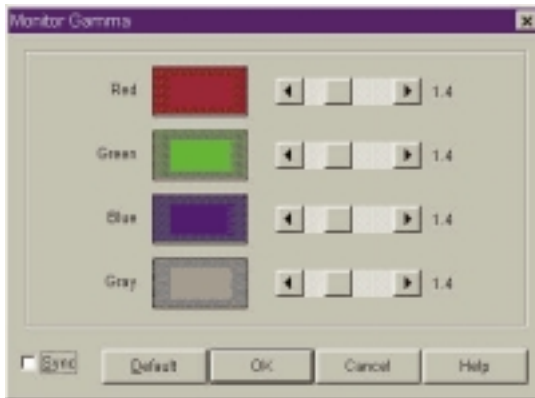 Monitor Gamma
Red 1.4
Green 1.4
Blue 1.4
Gray 1.4
Sync Default OK Cancel Help